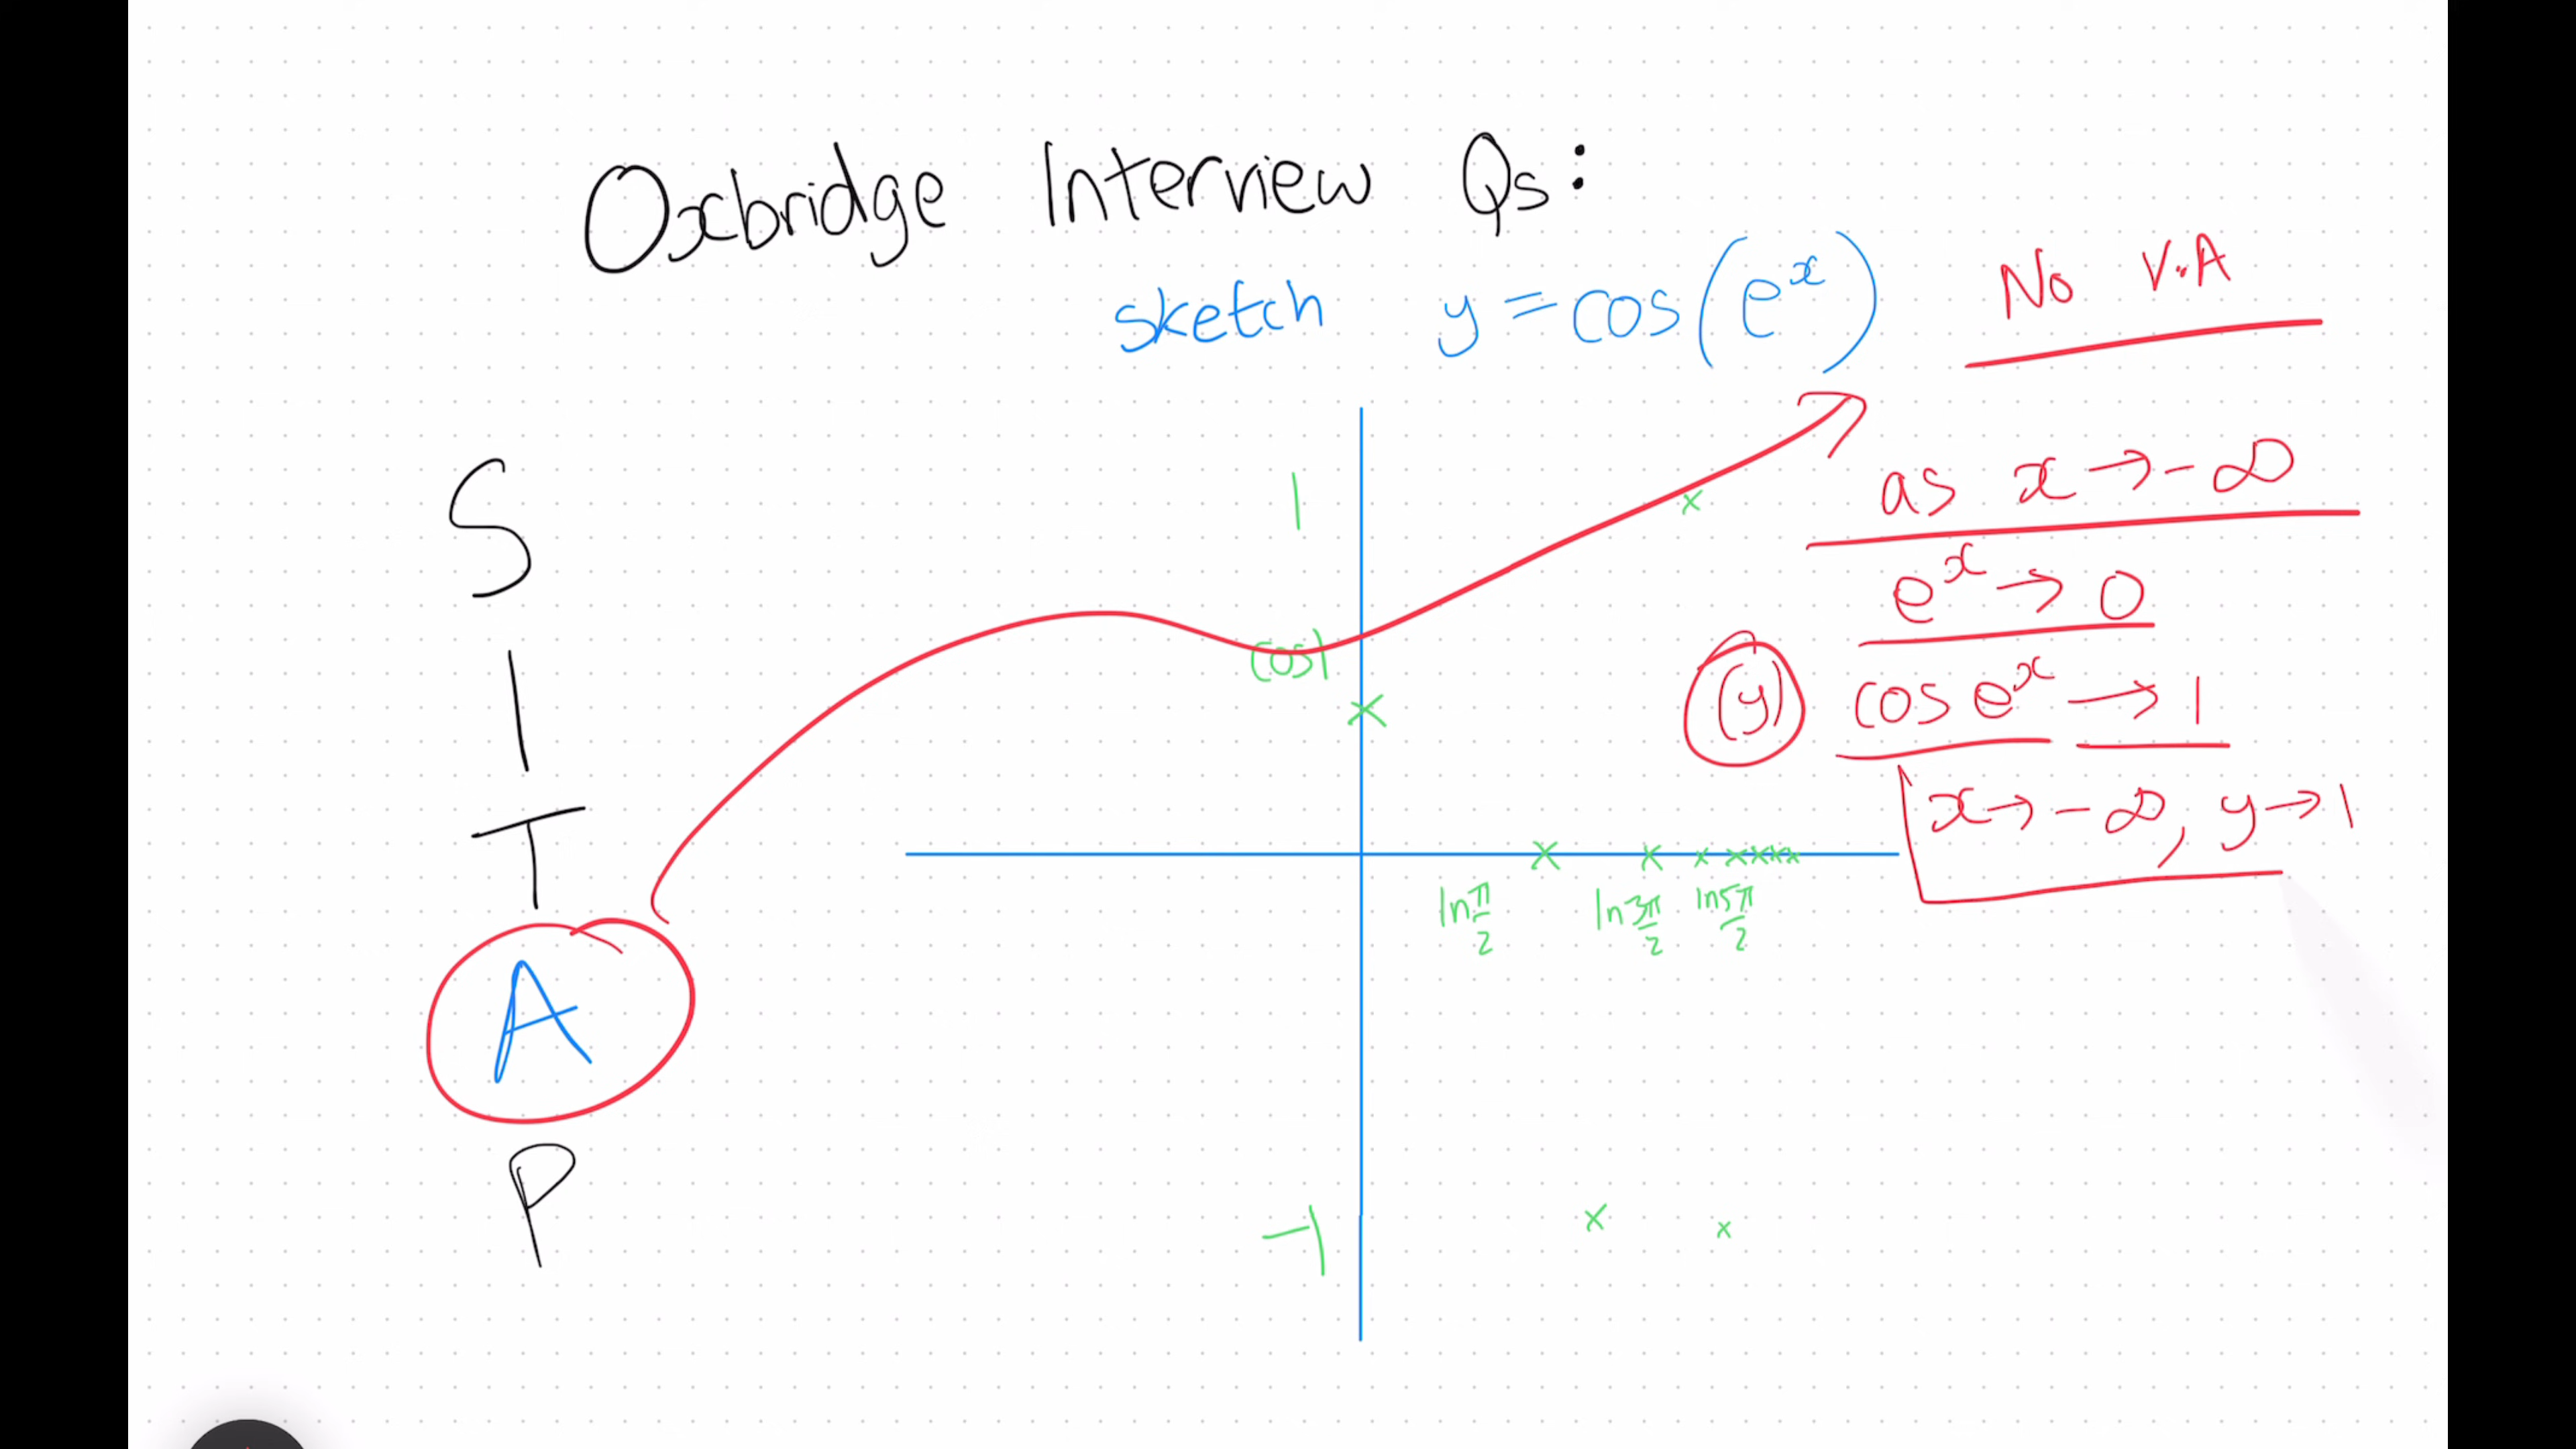 Oxbridge Interview Qs:
sketch y = cos(e^x)
No V.A
S
I
T
A
P
1
cos1
-1
ln π/2
ln 3π/2
ln 5π/2
as x → -∞
e^x → 0
(y) cos e^x → 1
x → -∞, y → 1